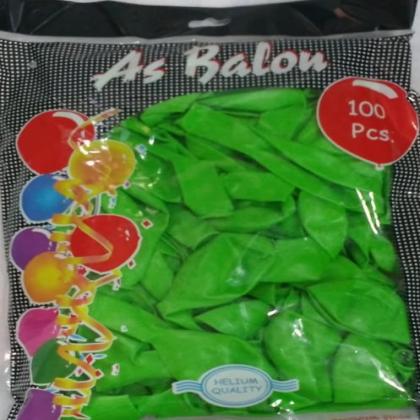 As Balon
100
Pcs.
HELIUM
QUALITY